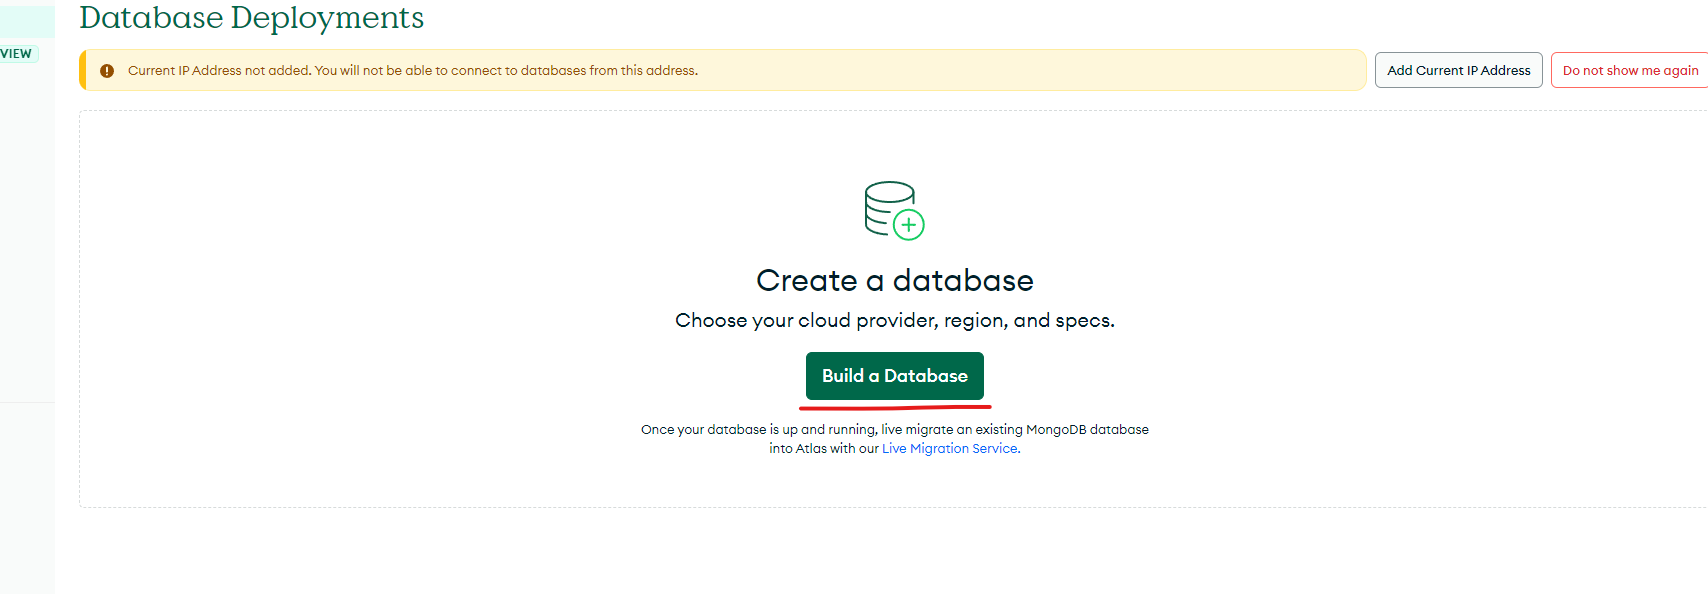 Database Deployments
VIEW
Current IP Address not added. You will not be able to connect to databases from this address.
Add Current IP Address
Do not show me again
Create a database
Choose your cloud provider, region, and specs.
Build a Database
Once your database is up and running, live migrate an existing MongoDB database
into Atlas with our Live Migration Service.